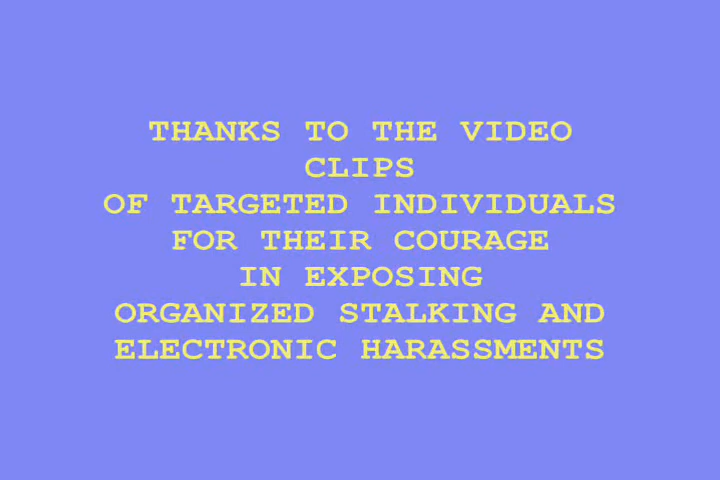 THANKS TO THE VIDEO
CLIPS
OF TARGETED INDIVIDUALS
FOR THEIR COURAGE
IN EXPOSING
ORGANIZED STALKING AND
ELECTRONIC HARASSMENTS